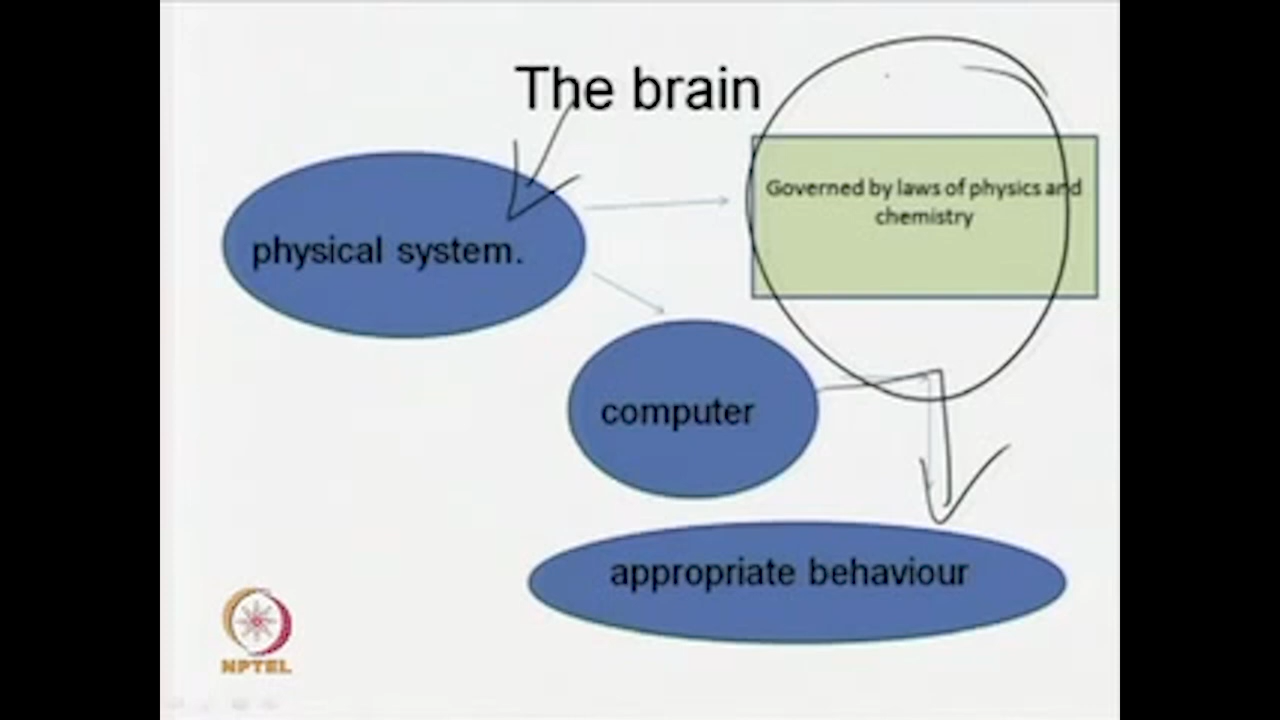 The brain
Governed by laws of physics and
chemistry
physical system.
computer
appropriate behaviour
NPTEL